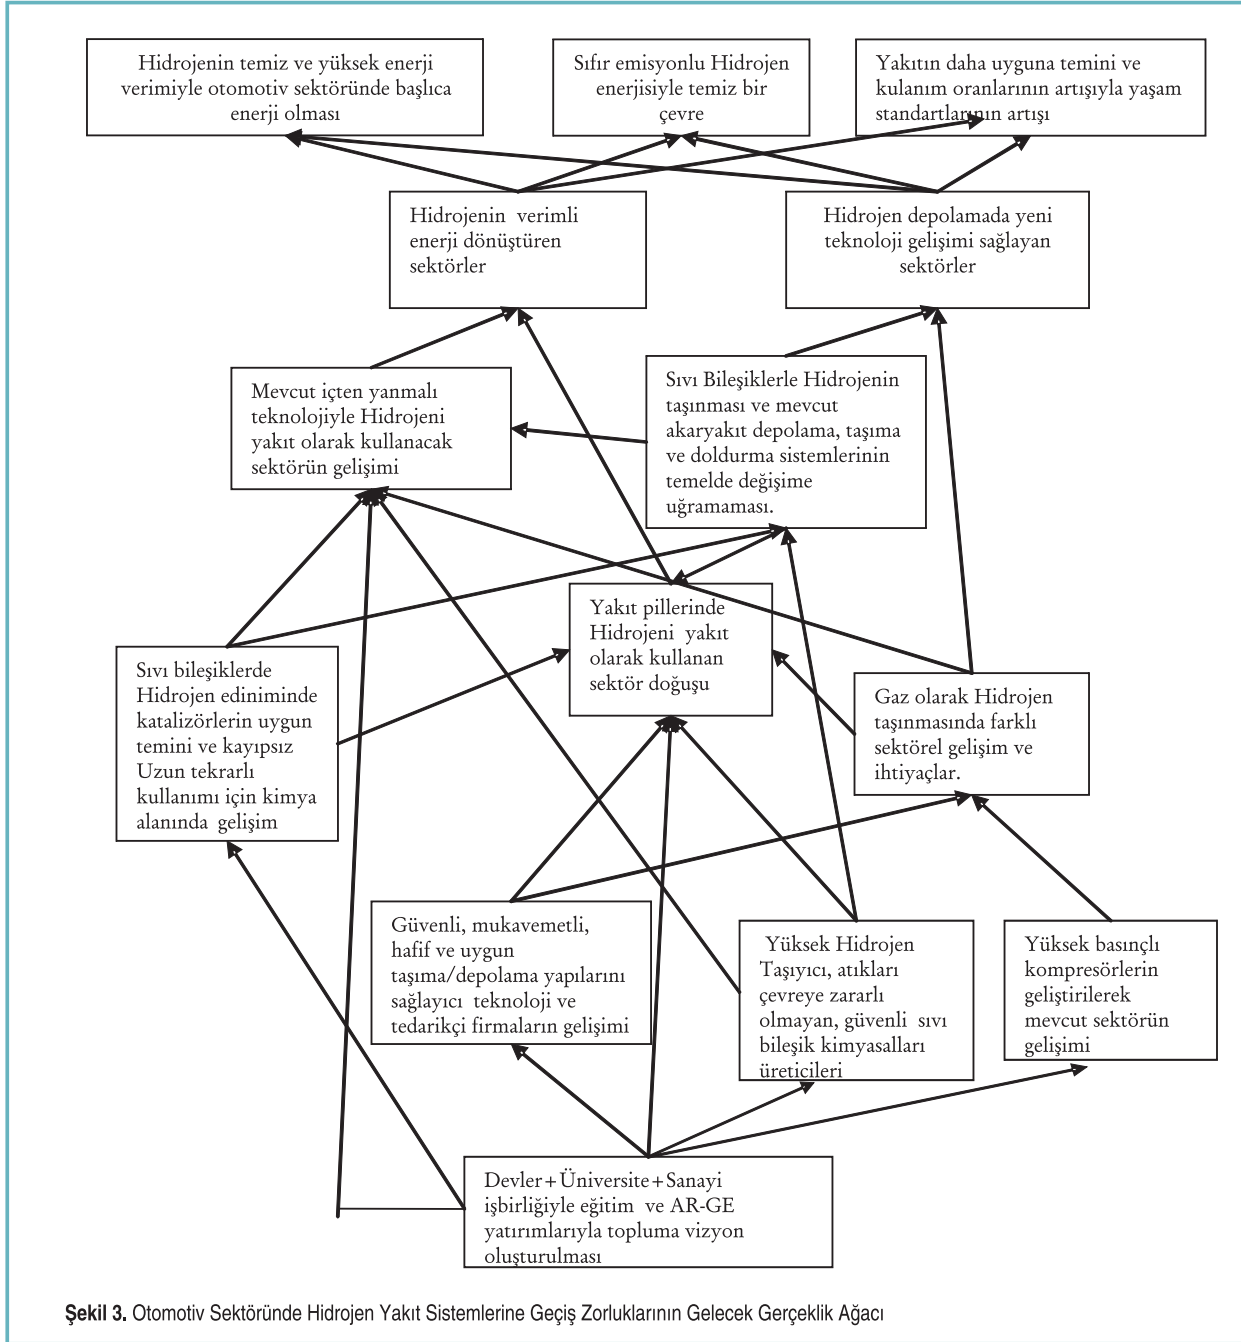 Hidrojenin temiz ve yüksek enerji
verimiyle otomotiv sektöründe başlıca
enerji olması
Sıfır emisyonlu Hidrojen
enerjisiyle temiz bir
çevre
Yakıtın daha uyguna temini ve
kulanım oranlarının artışıyla yaşam
standartlarının artışı
Hidrojenin verimli
enerji dönüştüren
sektörler
Hidrojen depolamada yeni
teknoloji gelişimi sağlayan
sektörler
Mevcut içten yanmalı
teknolojiyle Hidrojeni
yakıt olarak kullanacak
sektörün gelişimi
Sıvı Bileşiklerle Hidrojenin
taşınması ve mevcut
akaryakıt depolama, taşıma
ve doldurma sistemlerinin
temelde değişime
uğramaması.
Yakıt pillerinde
Hidrojeni yakıt
olarak kullanan
sektör doğuşu
Sıvı bileşiklerde
Hidrojen ediniminde
katalizörlerin uygun
temini ve kayıpsız
Uzun tekrarlı
kullanımı için kimya
alanında gelişim
Gaz olarak Hidrojen
taşınmasında farklı
sektörel gelişim ve
ihtiyaçlar.
Güvenli, mukavemetli,
hafif ve uygun
taşıma/depolama yapılarını
sağlayıcı teknoloji ve
tedarikçi firmaların gelişimi
Yüksek Hidrojen
Taşıyıcı, atıkları
çevreye zararlı
olmayan, güvenli sıvı
bileşik kimyasalları
üreticileri
Yüksek basınçlı
kompresörlerin
geliştirilerek
mevcut sektörün
gelişimi
Devler+Üniversite+Sanayi
işbirliğiyle eğitim ve AR-GE
yatırımlarıyla topluma vizyon
oluşturulması
Şekil 3. Otomotiv Sektöründe Hidrojen Yakıt Sistemlerine Geçiş Zorluklarının Gelecek Gerçeklik Ağacı